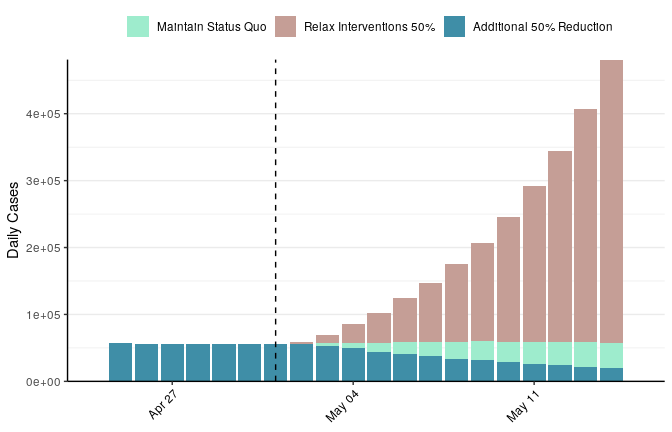 Maintain Status Quo Relax Interventions 50% Additional 50% Reduction
Daily Cases
4e+05
3e+05
2e+05
1e+05
0e+00
Apr 27
May 04
May 11